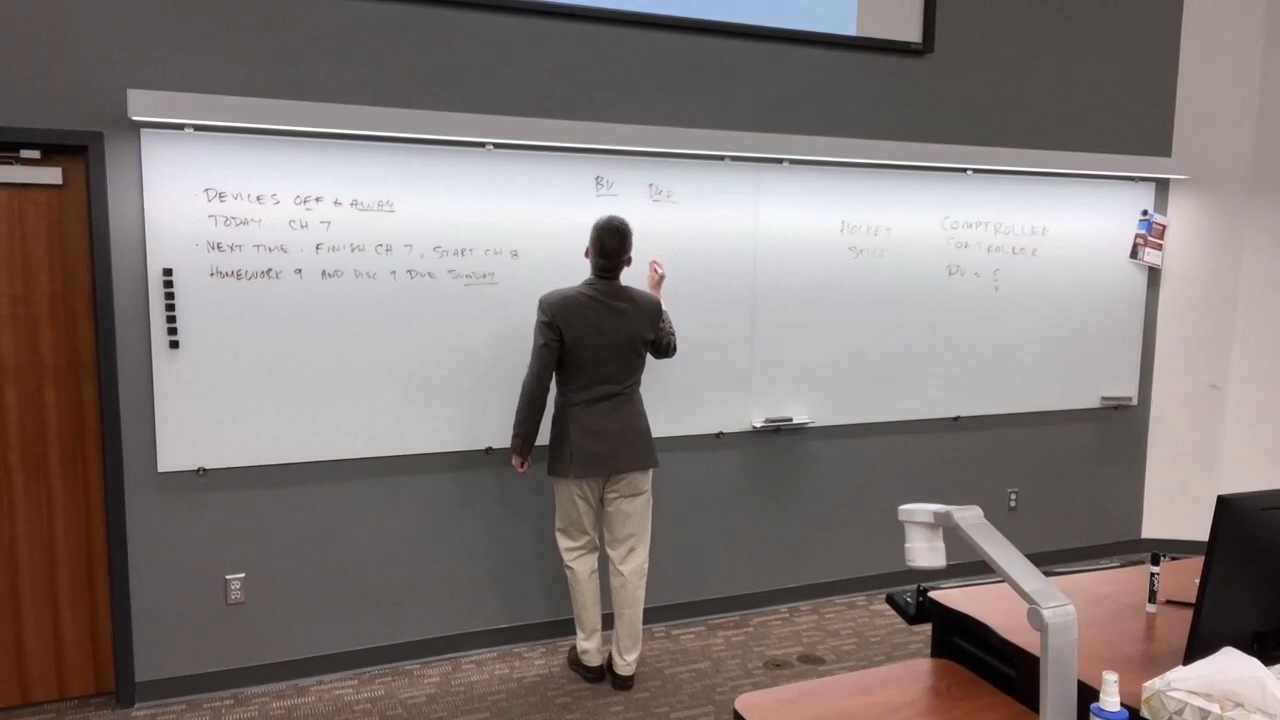 · DEVICES OFF & AWAY
TODAY · CH 7
· NEXT TIME · FINISH CH 7, START CH 8
HOMEWORK 9 AND DISC 9 DUE SUNDAY
BV
HOCKEY
STICK
COMPTROLLER
CONTROLLER